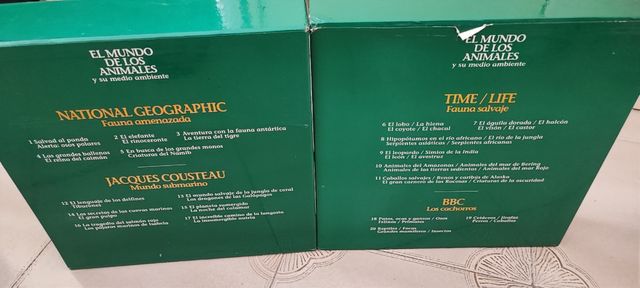 EL MUNDO
DE LOS
ANIMALES
y su medio ambiente
NATIONAL GEOGRAPHIC
Fauna amenazada
1 Salvad al panda
Alerta: osos polares
2 El elefante
El rinoceronte
3 Aventura con la fauna antártica
La tierra del tigre
4 Las grandes ballenas
El reino del caimán
5 En busca de los grandes monos
Criaturas del Namib
JACQUES COUSTEAU
Mundo submarino
12 El lenguaje de los delfines
Tiburones
13 El mundo salvaje de la jungla de coral
Los dragones de las Galápagos
14 Los secretos de las cuevas marinas
El gran pulpo
15 El planeta sumergido
La noche del calamar
16 La tragedia del salmón rojo
Los pájaros marinos de Isabela
17 El increíble camino de la langosta
La innumerable nutria
EL MUNDO
DE LOS
ANIMALES
y su medio ambiente
TIME / LIFE
Fauna salvaje
6 El lobo / La hiena
El coyote / El chacal
7 El águila dorada / El halcón
El visón / El castor
8 Hipopótamos en el río africano / El río de la jungla
Serpientes asiáticas / Serpientes africanas
9 El leopardo / Simios de la India
El león / El avestruz
10 Animales del Amazonas / Animales del mar de Bering
Animales de las tierras sedientas / Animales del mar Rojo
11 Caballos salvajes / Renos y caribús de Alaska
El gran carnero de las Rocosas / Criaturas de la oscuridad
BBC
Los cachorros
18 Patos, ocas y gansos / Osos
Felinos / Primates
19 Cetáceos / Jirafas
Perros / Caballos
20 Reptiles / Focas
Grandes mamíferos / Insectos